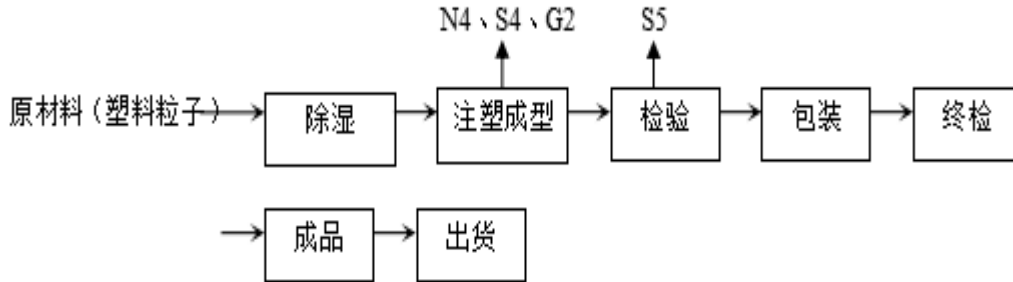 N4、S4、G2 S5
原材料（塑料粒子） 除湿 注塑成型 检验 包装 终检
成品 出货